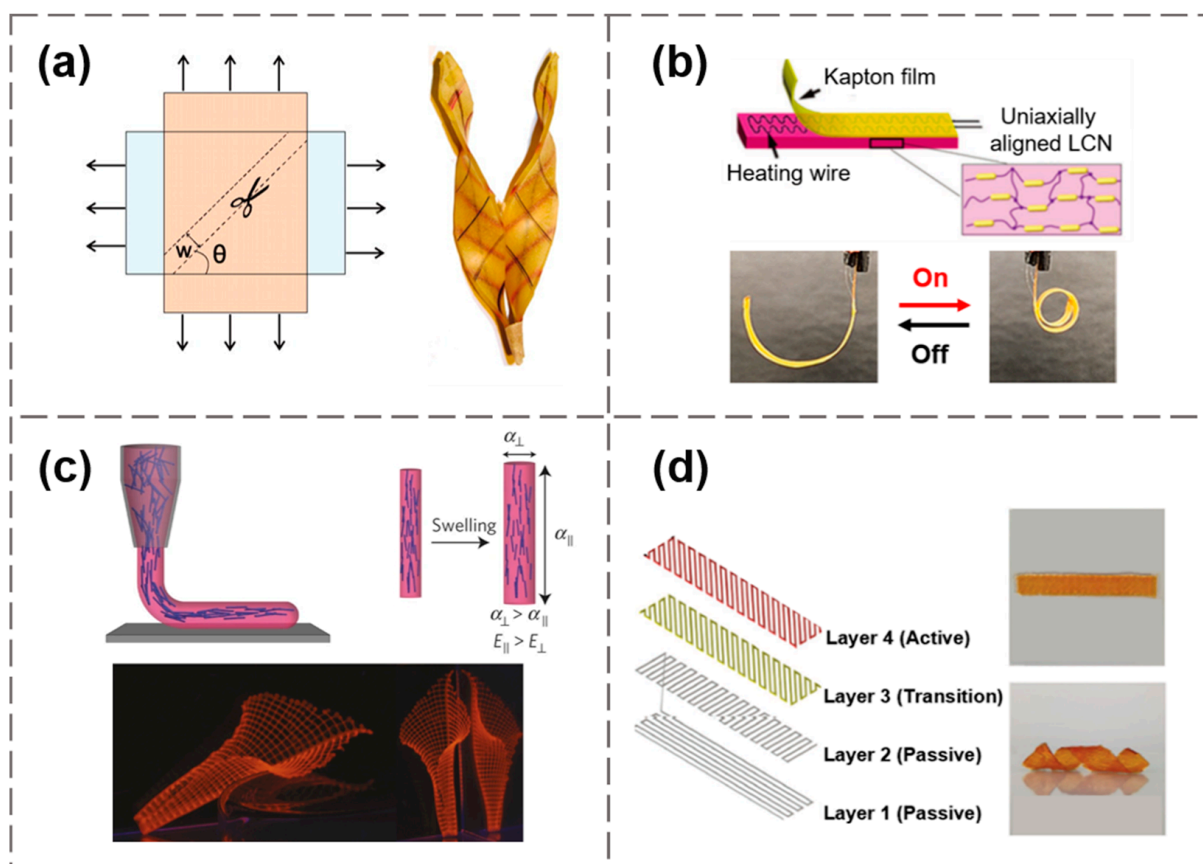 (a)
w
θ
(b)
Kapton film
Uniaxially
aligned LCN
Heating wire
On
Off
(c)
α⊥
Swelling
α∥
α⊥ > α∥
E∥ > E⊥
(d)
Layer 4 (Active)
Layer 3 (Transition)
Layer 2 (Passive)
Layer 1 (Passive)